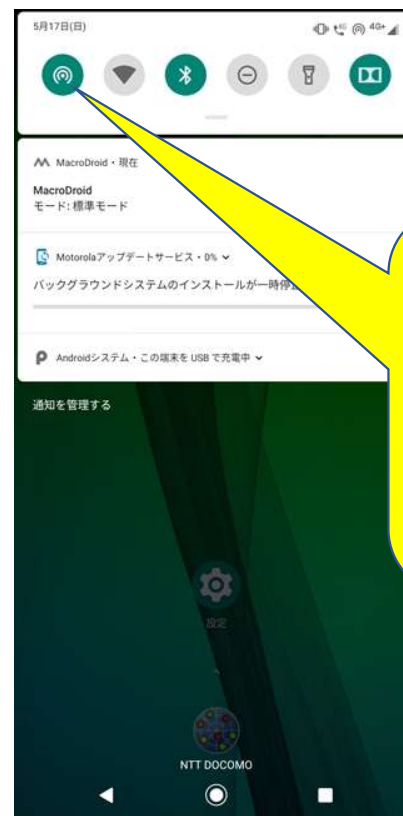 5月17日(日)
4G+
MacroDroid・現在
MacroDroid
モード: 標準モード
Motorolaアップデートサービス・0%
バックグラウンドシステムのインストールが一時停
Androidシステム・この端末を USB で充電中
通知を管理する
設定
NTT DOCOMO